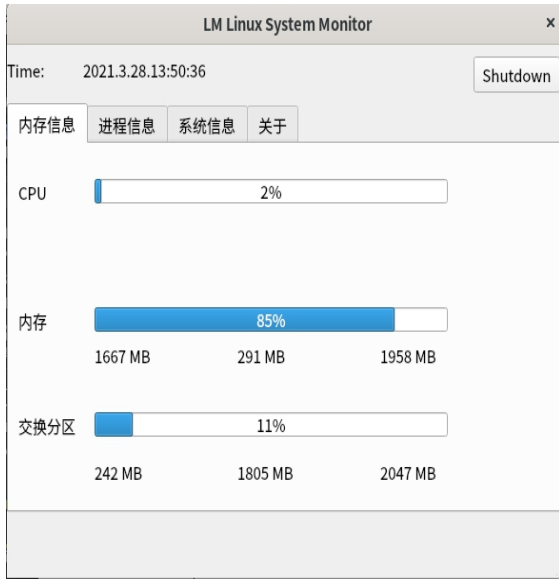 LM Linux System Monitor ×
Time: 2021.3.28.13:50:36 Shutdown
内存信息 进程信息 系统信息 关于
CPU 2%
内存 85%
1667 MB 291 MB 1958 MB
交换分区 11%
242 MB 1805 MB 2047 MB